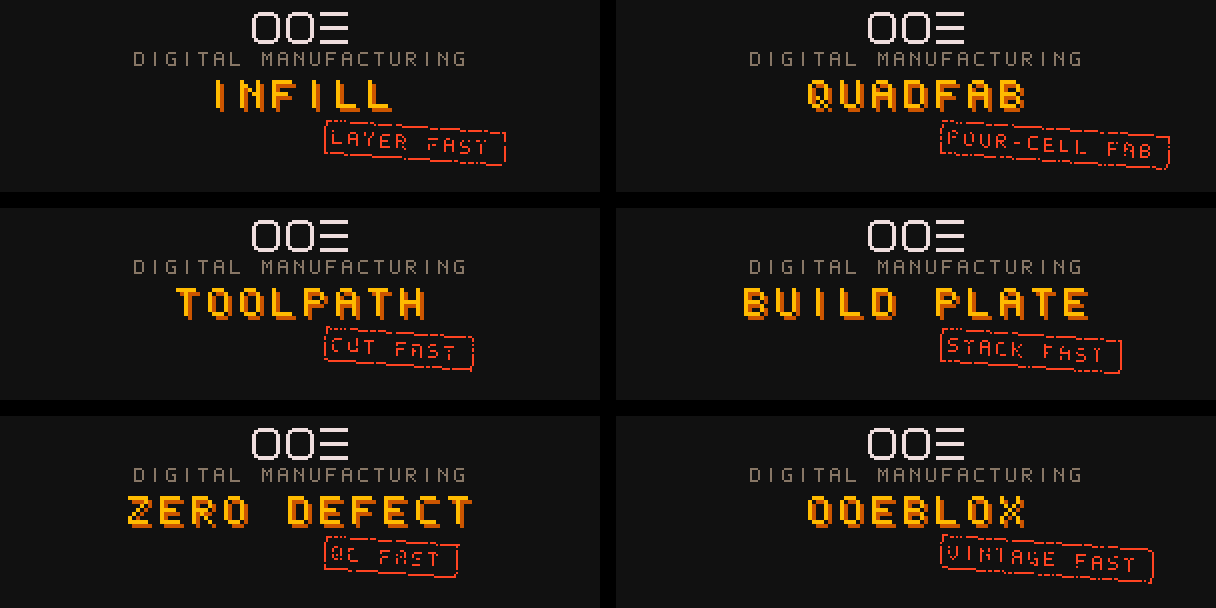 OOE
DIGITAL MANUFACTURING
INFILL
LAYER FAST
OOE
DIGITAL MANUFACTURING
QUADFAB
FOUR-CELL FAB
OOE
DIGITAL MANUFACTURING
TOOLPATH
CUT FAST
OOE
DIGITAL MANUFACTURING
BUILD PLATE
STACK FAST
OOE
DIGITAL MANUFACTURING
ZERO DEFECT
QC FAST
OOE
DIGITAL MANUFACTURING
OOEBLOX
VINTAGE FAST